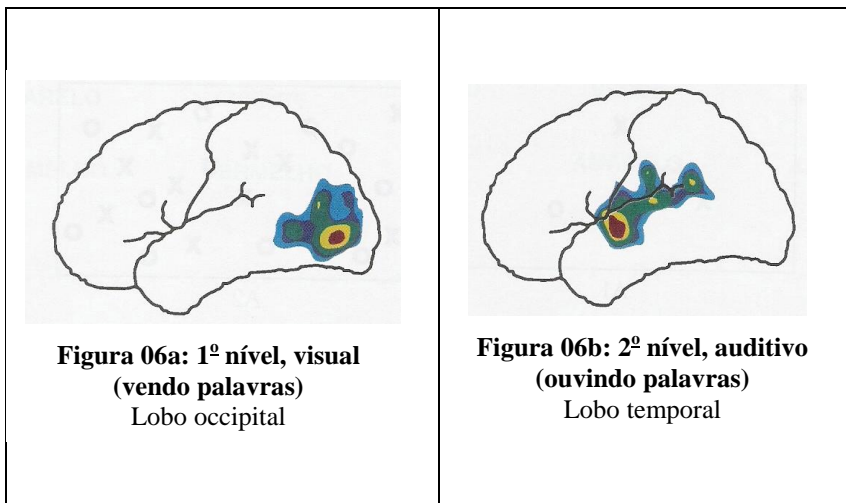 Figura 06a: 1º nível, visual
(vendo palavras)
Lobo occipital
Figura 06b: 2º nível, auditivo
(ouvindo palavras)
Lobo temporal